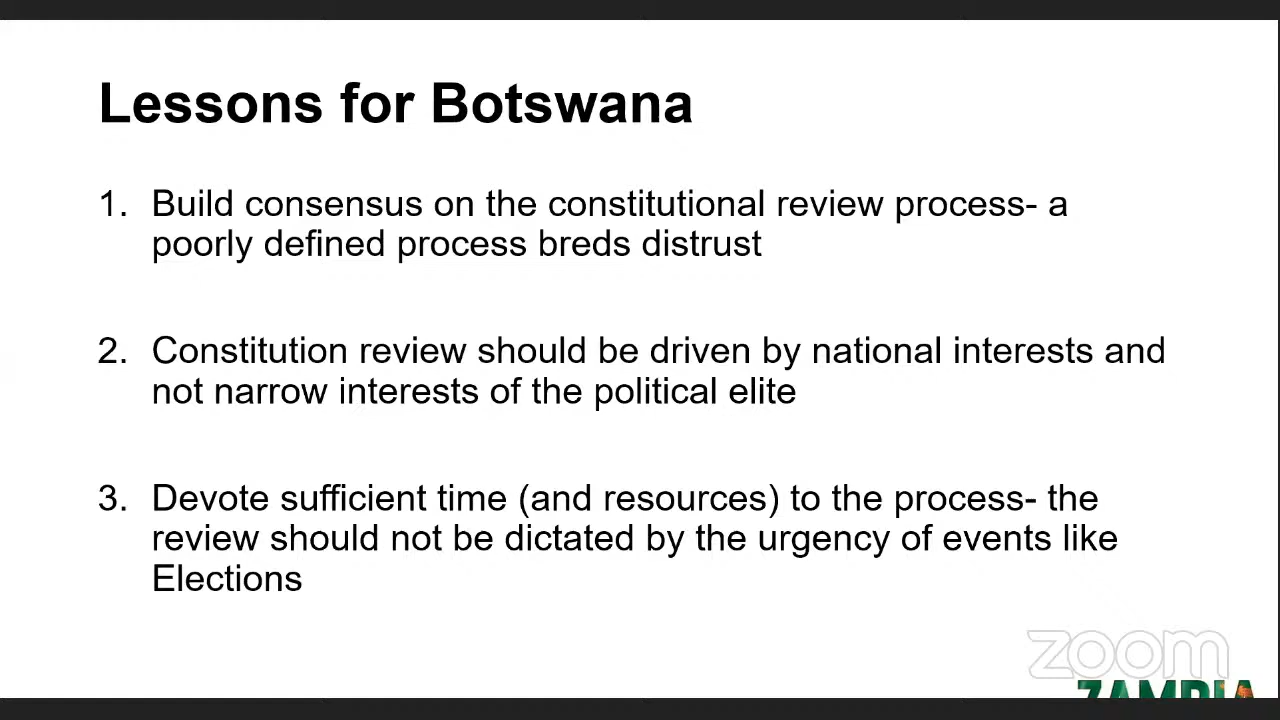 Lessons for Botswana
1. Build consensus on the constitutional review process- a
poorly defined process breds distrust
2. Constitution review should be driven by national interests and
not narrow interests of the political elite
3. Devote sufficient time (and resources) to the process- the
review should not be dictated by the urgency of events like
Elections
zoom
ZAMBIA